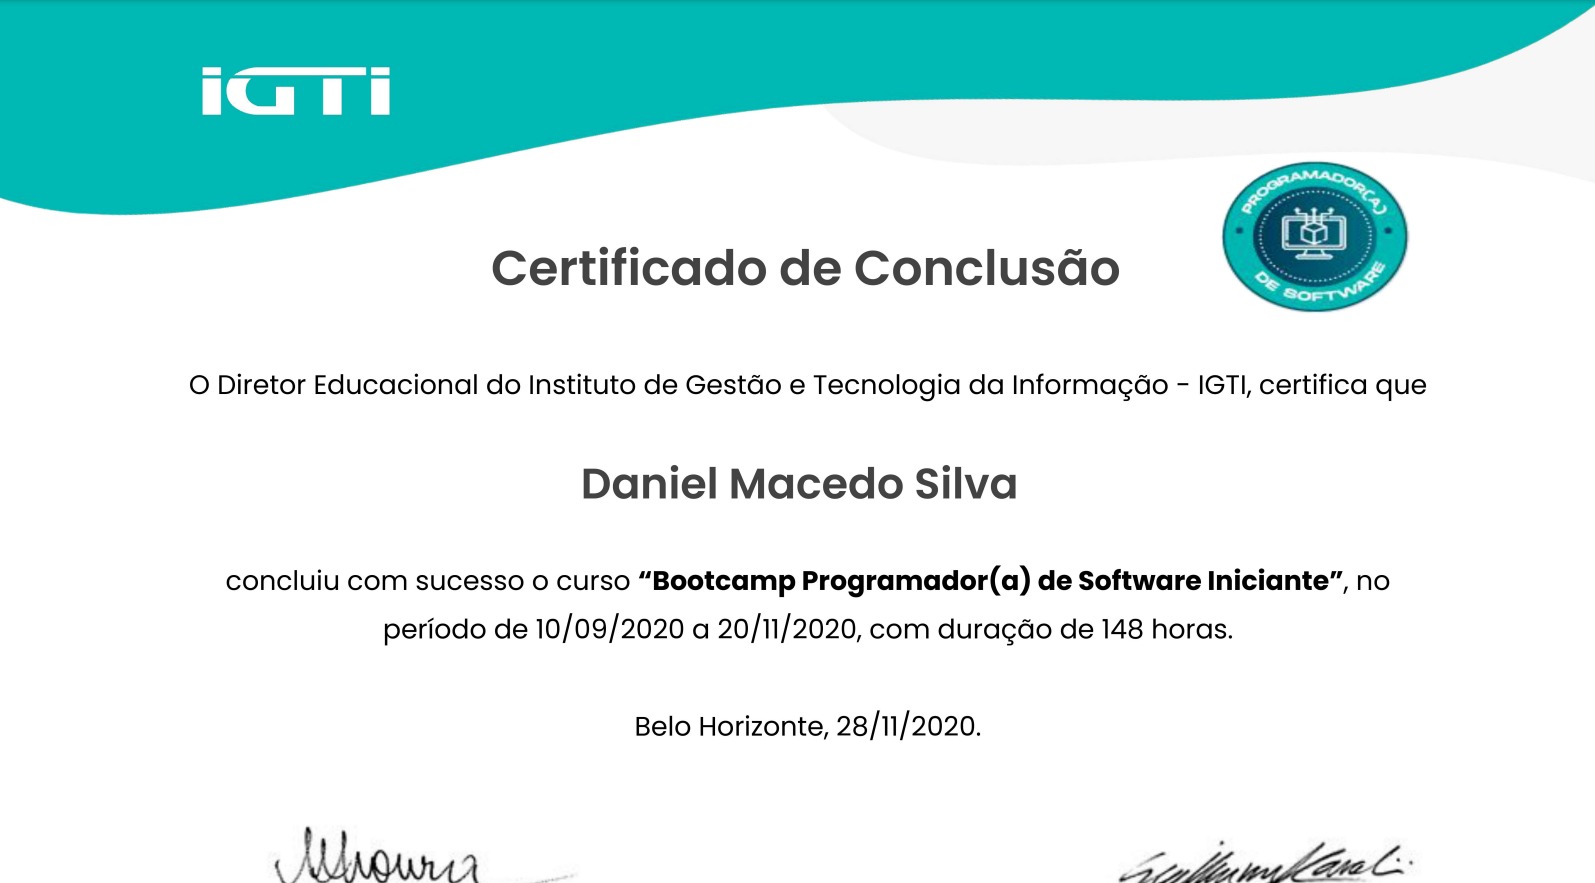 iGTi
PROGRAMADOR(A)
DE SOFTWARE
Certificado de Conclusão
O Diretor Educacional do Instituto de Gestão e Tecnologia da Informação - IGTI, certifica que
Daniel Macedo Silva
concluiu com sucesso o curso “Bootcamp Programador(a) de Software Iniciante”, no
período de 10/09/2020 a 20/11/2020, com duração de 148 horas.
Belo Horizonte, 28/11/2020.